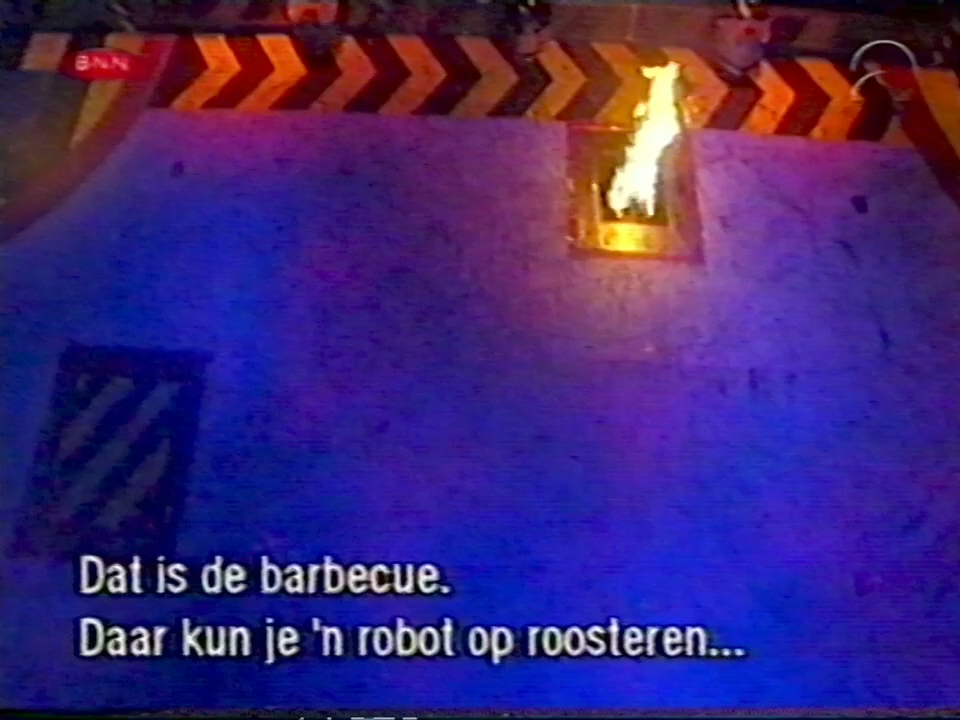 BNN
Dat is de barbecue.
Daar kun je 'n robot op roosteren...